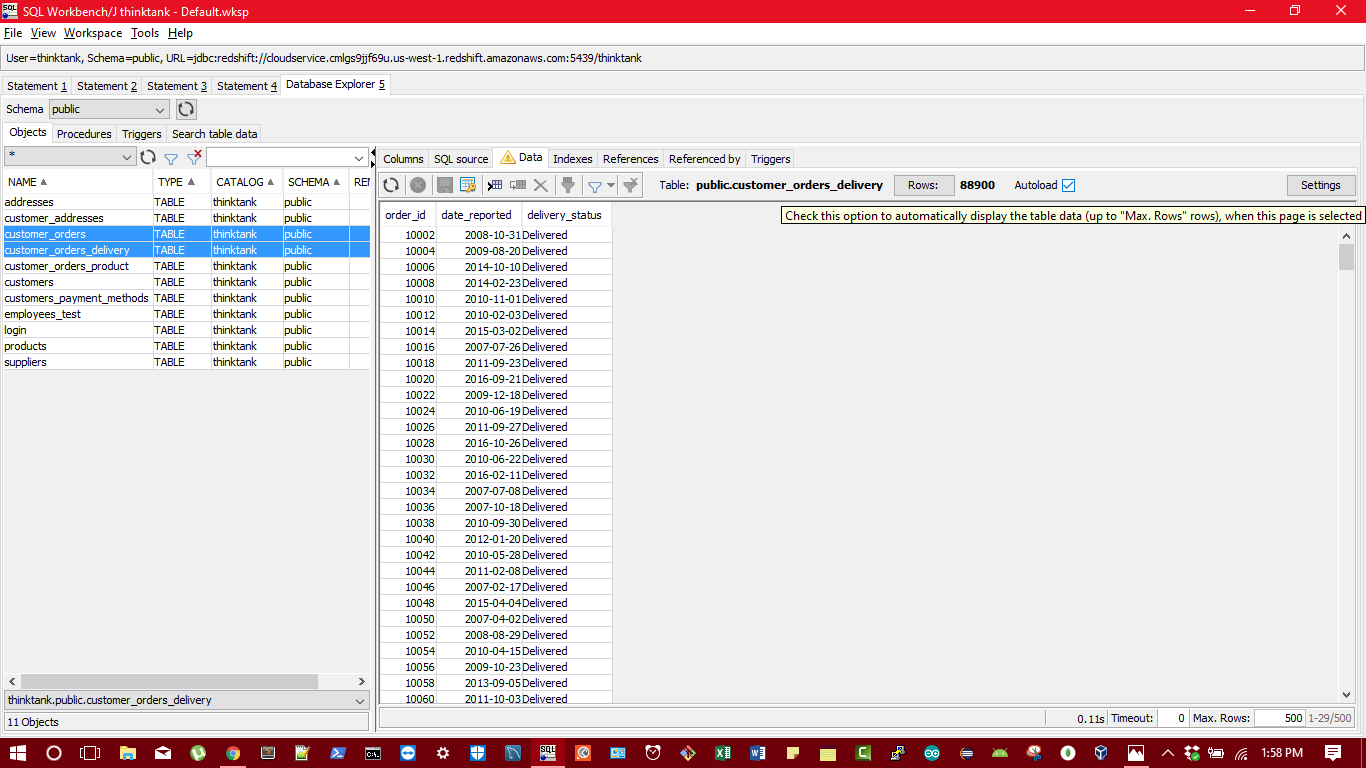 SQL Workbench/J thinktank - Default.wksp
File View Workspace Tools Help
User=thinktank, Schema=public, URL=jdbc:redshift://cloudservice.cmlgs9jjf69u.us-west-1.redshift.amazonaws.com:5439/thinktank
Statement 1 Statement 2 Statement 3 Statement 4 Database Explorer 5
Schema public
Objects Procedures Triggers Search table data
*
NAME TYPE CATALOG SCHEMA REM
addresses TABLE thinktank public
customer_addresses TABLE thinktank public
customer_orders TABLE thinktank public
customer_orders_delivery TABLE thinktank public
customer_orders_product TABLE thinktank public
customers TABLE thinktank public
customers_payment_methods TABLE thinktank public
employees_test TABLE thinktank public
login TABLE thinktank public
products TABLE thinktank public
suppliers TABLE thinktank public
thinktank.public.customer_orders_delivery
11 Objects
Columns SQL source Data Indexes References Referenced by Triggers
Table: public.customer_orders_delivery Rows: 88900 Autoload Settings
Check this option to automatically display the table data (up to "Max. Rows" rows), when this page is selected
order_id date_reported delivery_status
10002 2008-10-31 Delivered
10004 2009-08-20 Delivered
10006 2014-10-10 Delivered
10008 2014-02-23 Delivered
10010 2010-11-01 Delivered
10012 2010-02-03 Delivered
10014 2015-03-02 Delivered
10016 2007-07-26 Delivered
10018 2011-09-23 Delivered
10020 2016-09-21 Delivered
10022 2009-12-18 Delivered
10024 2010-06-19 Delivered
10026 2011-09-27 Delivered
10028 2016-10-26 Delivered
10030 2010-06-22 Delivered
10032 2016-02-11 Delivered
10034 2007-07-08 Delivered
10036 2007-10-18 Delivered
10038 2010-09-30 Delivered
10040 2012-01-20 Delivered
10042 2010-05-28 Delivered
10044 2011-02-08 Delivered
10046 2007-02-17 Delivered
10048 2015-04-04 Delivered
10050 2007-04-02 Delivered
10052 2008-08-29 Delivered
10054 2010-04-15 Delivered
10056 2009-10-23 Delivered
10058 2013-09-05 Delivered
10060 2011-10-03 Delivered
0.11s Timeout: 0 Max. Rows: 500 1-29/500
1:58 PM